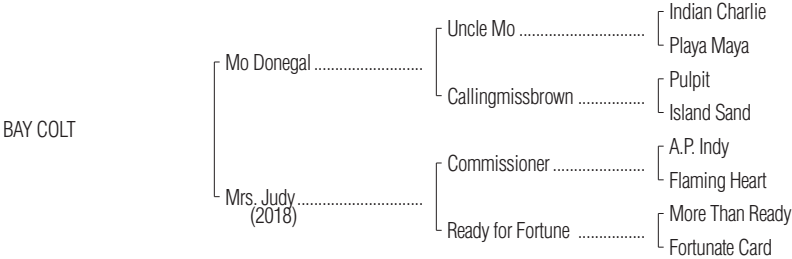 Indian Charlie
Uncle Mo ..............................
Playa Maya
Mo Donegal ..........................
Pulpit
Callingmissbrown ................
Island Sand
BAY COLT
A.P. Indy
Commissioner ......................
Flaming Heart
Mrs. Judy..............................
(2018)
More Than Ready
Ready for Fortune ................
Fortunate Card